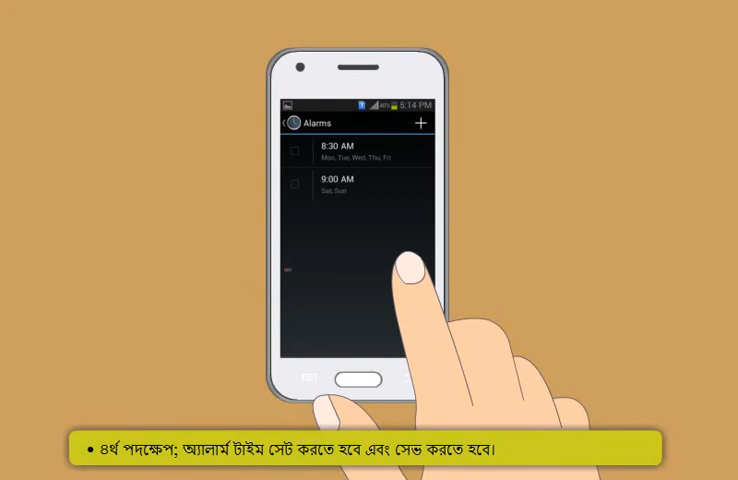 40% 5:14 PM
Alarms
8:30 AM
Mon, Tue, Wed, Thu, Fri
9:00 AM
Sat, Sun
• ৪র্থ পদক্ষেপ; অ্যালার্ম টাইম সেট করতে হবে এবং সেভ করতে হবে।